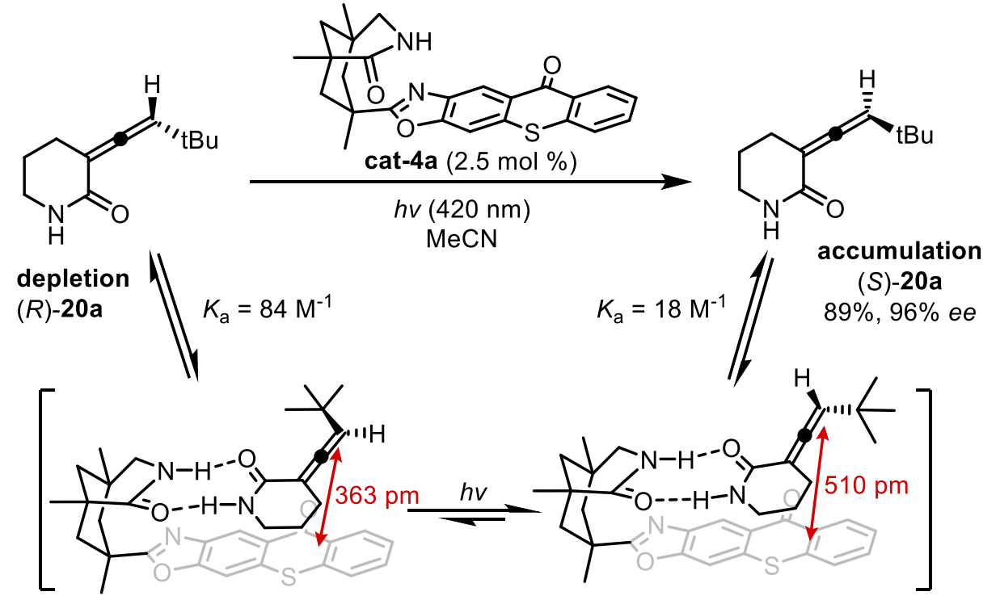 NH
O
N
O
S
O
cat-4a (2.5 mol %)
hν (420 nm)
MeCN
H
tBu
N
H
O
depletion
(R)-20a
H
tBu
N
H
O
accumulation
(S)-20a
89%, 96% ee
Ka = 84 M-1
Ka = 18 M-1
N H O
O H N
H
363 pm
N
O
S
O
hν
H
N H O
O H N
510 pm
N
O
S
O